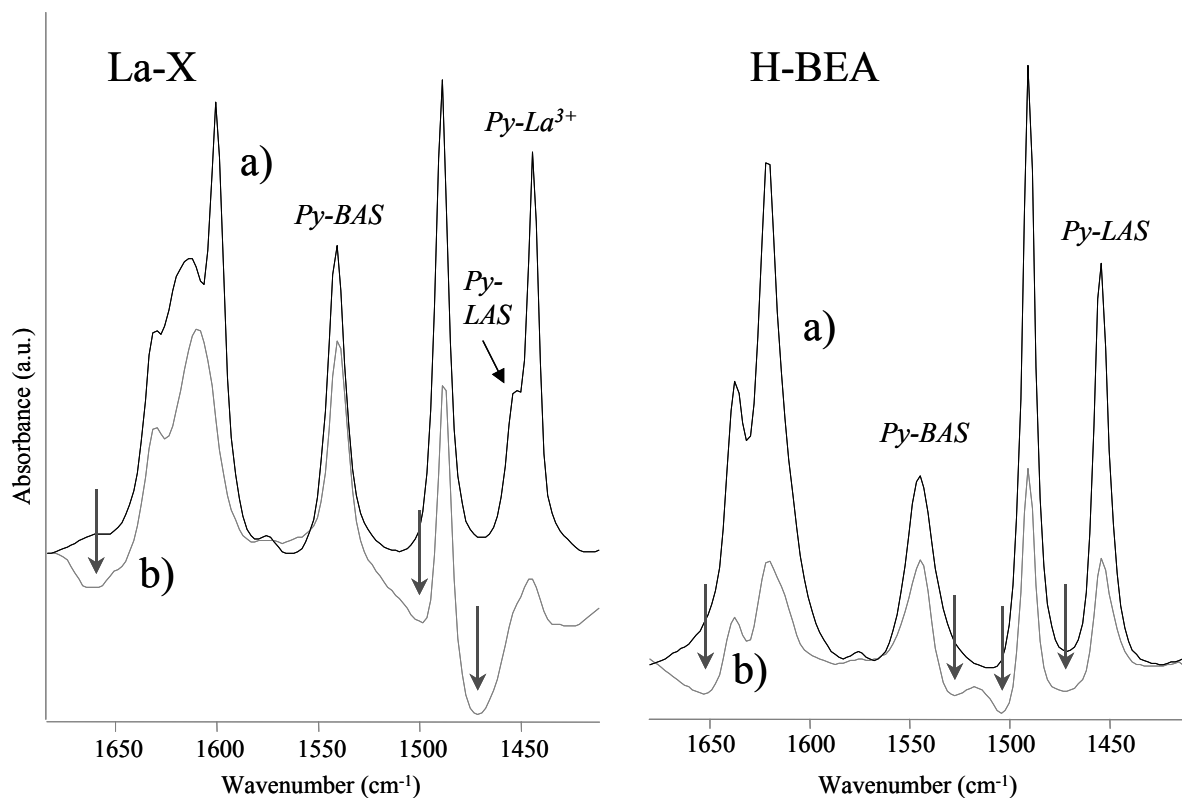 La-X
H-BEA
Py-La³⁺
a)
Py-BAS
Py-
LAS
Py-LAS
a)
Py-BAS
Absorbance (a.u.)
b)
b)
1650 1600 1550 1500 1450
1650 1600 1550 1500 1450
Wavenumber (cm⁻¹)
Wavenumber (cm⁻¹)